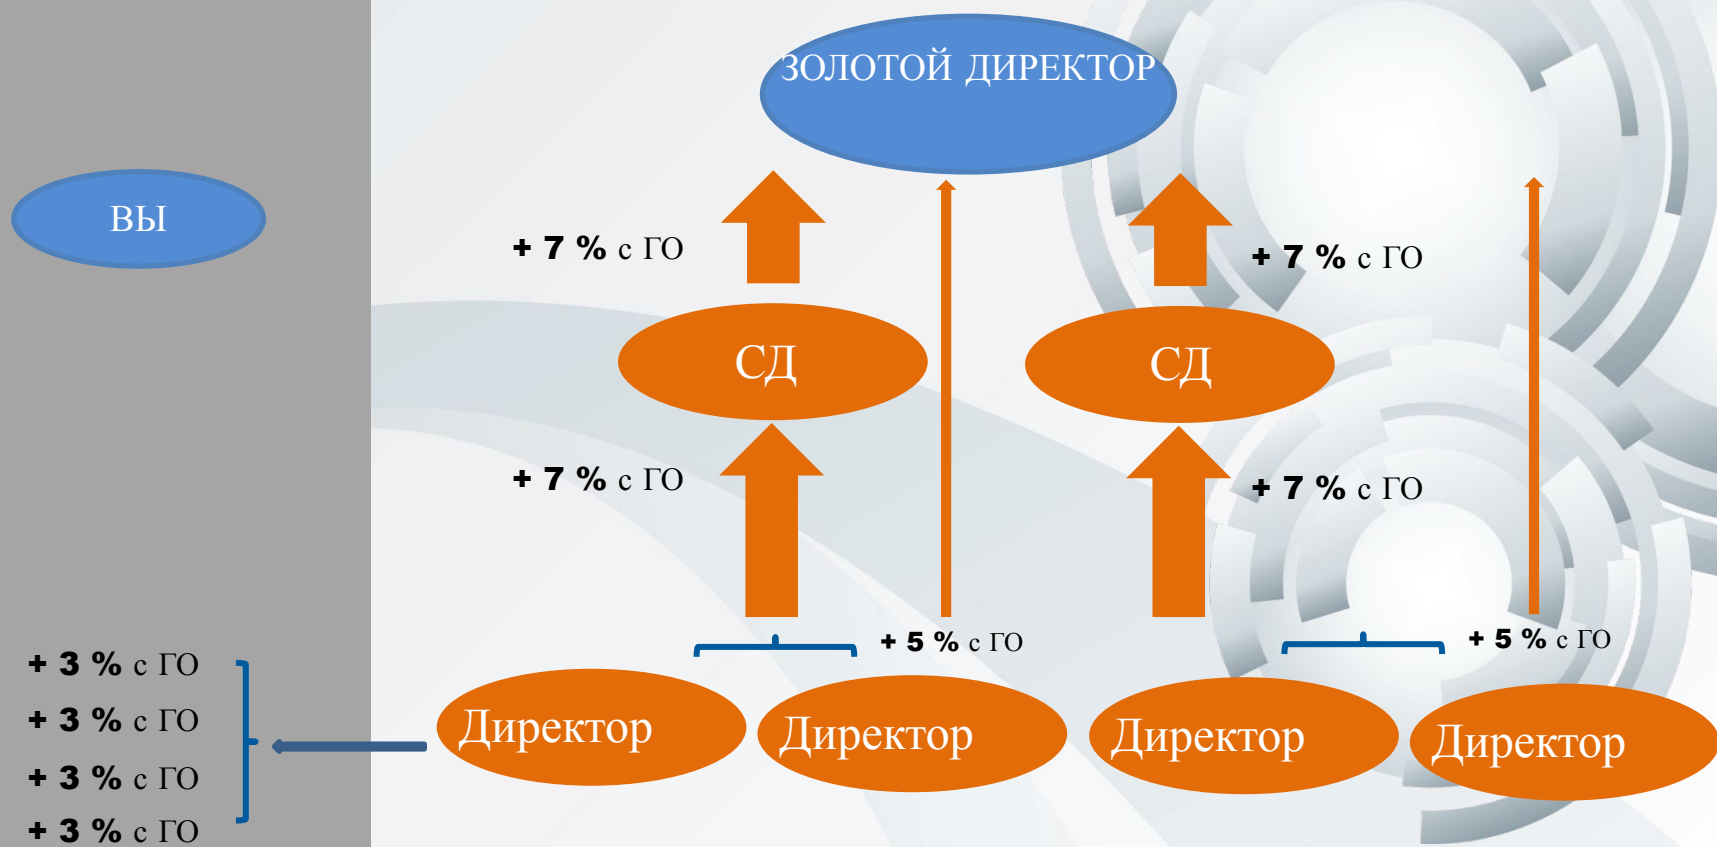 ЗОЛОТОЙ ДИРЕКТОР
ВЫ
+ 7 % с ГО
+ 7 % с ГО
СД
СД
+ 7 % с ГО
+ 7 % с ГО
+ 5 % с ГО
+ 5 % с ГО
+ 3 % с ГО
+ 3 % с ГО
+ 3 % с ГО
+ 3 % с ГО
Директор
Директор
Директор
Директор